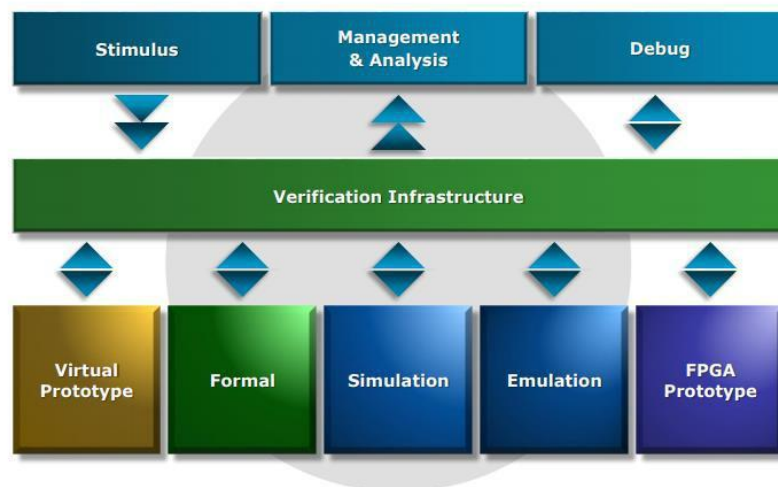 Stimulus
Management
& Analysis
Debug
Verification Infrastructure
Virtual
Prototype
Formal
Simulation
Emulation
FPGA
Prototype